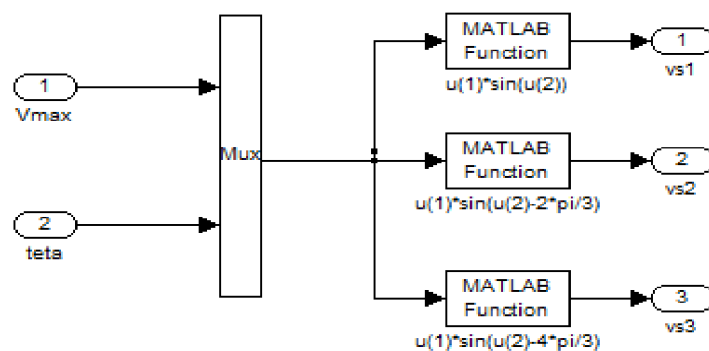 1
Vmax
2
teta
Mux
MATLAB
Function
u(1)*sin(u(2))
1
vs1
MATLAB
Function
u(1)*sin(u(2)-2*pi/3)
2
vs2
MATLAB
Function
u(1)*sin(u(2)-4*pi/3)
3
vs3